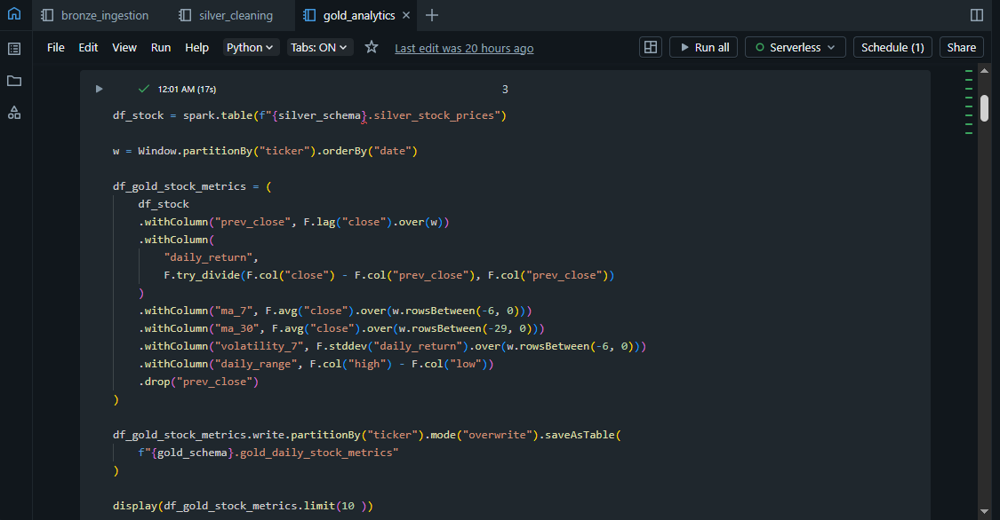 bronze_ingestion silver_cleaning gold_analytics
File Edit View Run Help Python Tabs: ON Last edit was 20 hours ago Run all Serverless Schedule (1) Share
12:01 AM (17s) 3
df_stock = spark.table(f"{silver_schema}.silver_stock_prices")
w = Window.partitionBy("ticker").orderBy("date")
df_gold_stock_metrics = (
df_stock
.withColumn("prev_close", F.lag("close").over(w))
.withColumn(
"daily_return",
F.try_divide(F.col("close") - F.col("prev_close"), F.col("prev_close"))
)
.withColumn("ma_7", F.avg("close").over(w.rowsBetween(-6, 0)))
.withColumn("ma_30", F.avg("close").over(w.rowsBetween(-29, 0)))
.withColumn("volatility_7", F.stddev("daily_return").over(w.rowsBetween(-6, 0)))
.withColumn("daily_range", F.col("high") - F.col("low"))
.drop("prev_close")
)
df_gold_stock_metrics.write.partitionBy("ticker").mode("overwrite").saveAsTable(
f"{gold_schema}.gold_daily_stock_metrics"
)
display(df_gold_stock_metrics.limit(10 ))